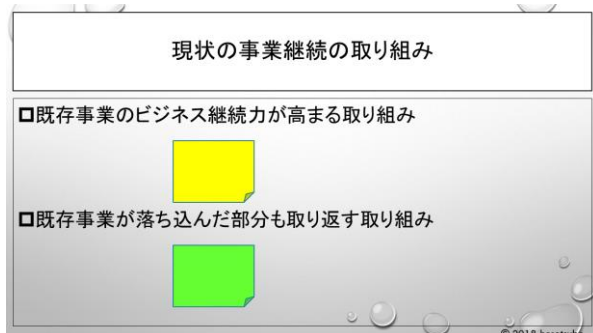 現状の事業継続の取り組み
□既存事業のビジネス継続力が高まる取り組み
□既存事業が落ち込んだ部分も取り返す取り組み
© 2018